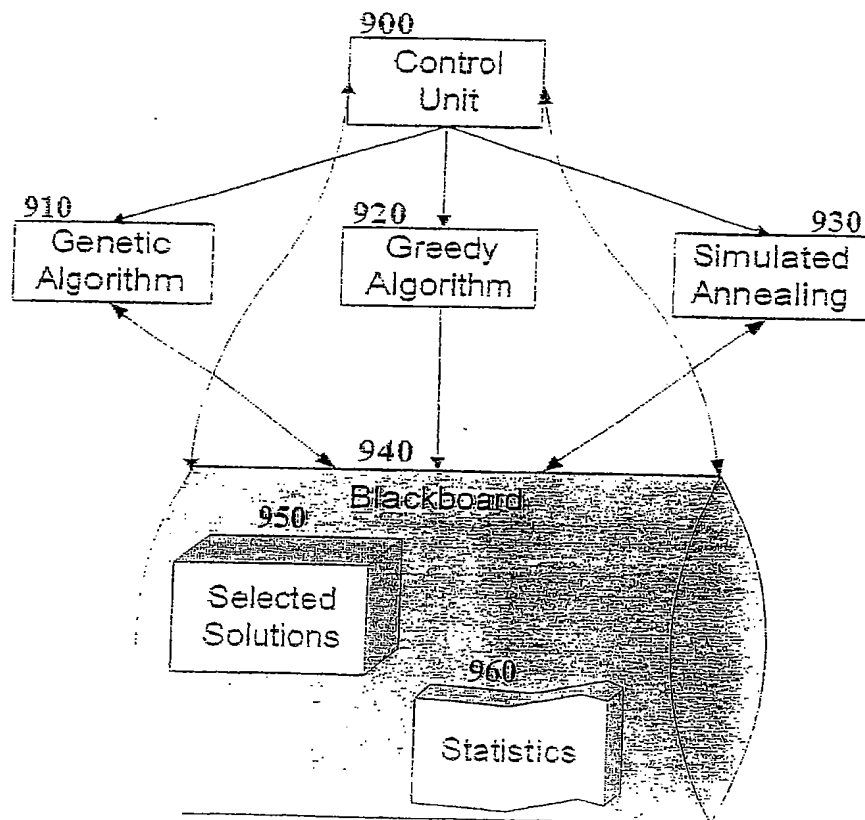 900
Control
Unit
910
Genetic
Algorithm
920
Greedy
Algorithm
930
Simulated
Annealing
940
Blackboard
950
Selected
Solutions
960
Statistics